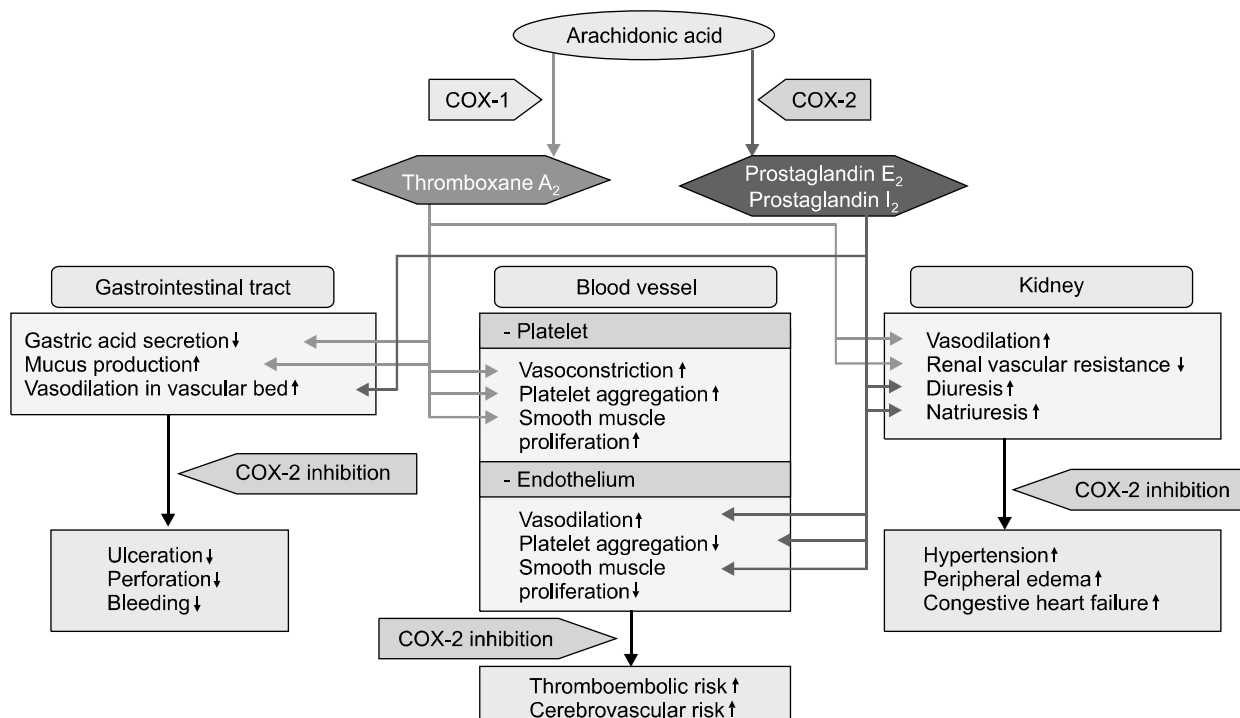 Arachidonic acid
COX-1
COX-2
Thromboxane A₂
Prostaglandin E₂
Prostaglandin I₂
Gastrointestinal tract
Gastric acid secretion↓
Mucus production↑
Vasodilation in vascular bed↑
COX-2 inhibition
Ulceration↓
Perforation↓
Bleeding↓
Blood vessel
- Platelet
Vasoconstriction↑
Platelet aggregation↑
Smooth muscle
proliferation↑
- Endothelium
Vasodilation↑
Platelet aggregation↓
Smooth muscle
proliferation↓
COX-2 inhibition
Thromboembolic risk↑
Cerebrovascular risk↑
Kidney
Vasodilation↑
Renal vascular resistance↓
Diuresis↑
Natriuresis↑
COX-2 inhibition
Hypertension↑
Peripheral edema↑
Congestive heart failure↑